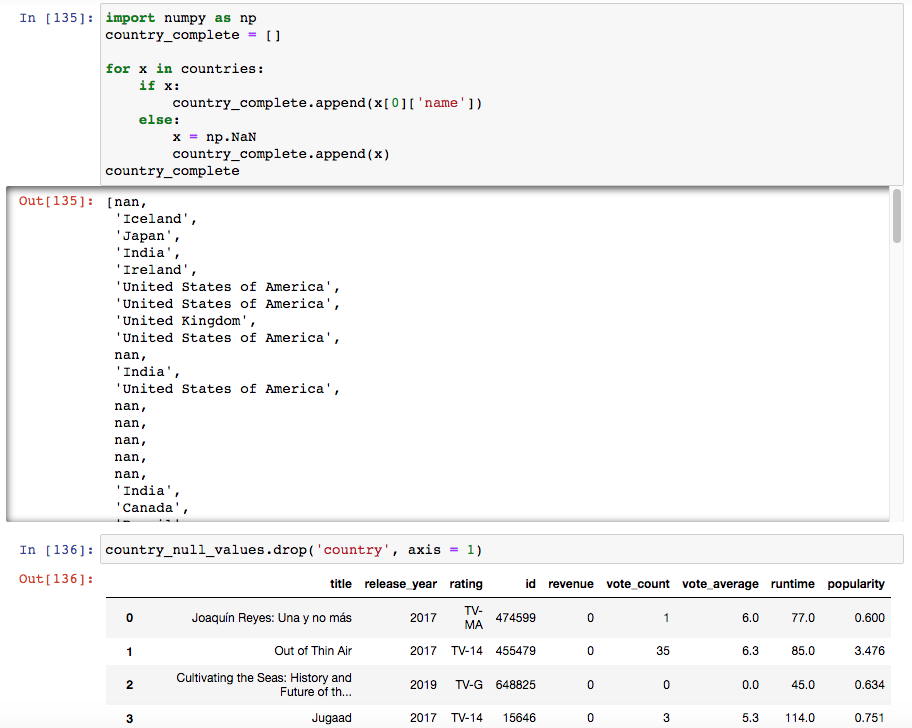 In [135]: import numpy as np
country_complete = []
for x in countries:
if x:
country_complete.append(x[0]['name'])
else:
x = np.NaN
country_complete.append(x)
country_complete
Out[135]: [nan,
'Iceland',
'Japan',
'India',
'Ireland',
'United States of America',
'United States of America',
'United Kingdom',
'United States of America',
nan,
'India',
'United States of America',
nan,
nan,
nan,
nan,
nan,
'India',
'Canada',
In [136]: country_null_values.drop('country', axis = 1)
Out[136]:
title release_year rating id revenue vote_count vote_average runtime popularity
0 Joaquín Reyes: Una y no más 2017 TV-MA 474599 0 1 6.0 77.0 0.600
1 Out of Thin Air 2017 TV-14 455479 0 35 6.3 85.0 3.476
2 Cultivating the Seas: History and
Future of th... 2019 TV-G 648825 0 0 0.0 45.0 0.634
3 Jugaad 2017 TV-14 15646 0 3 5.3 114.0 0.751